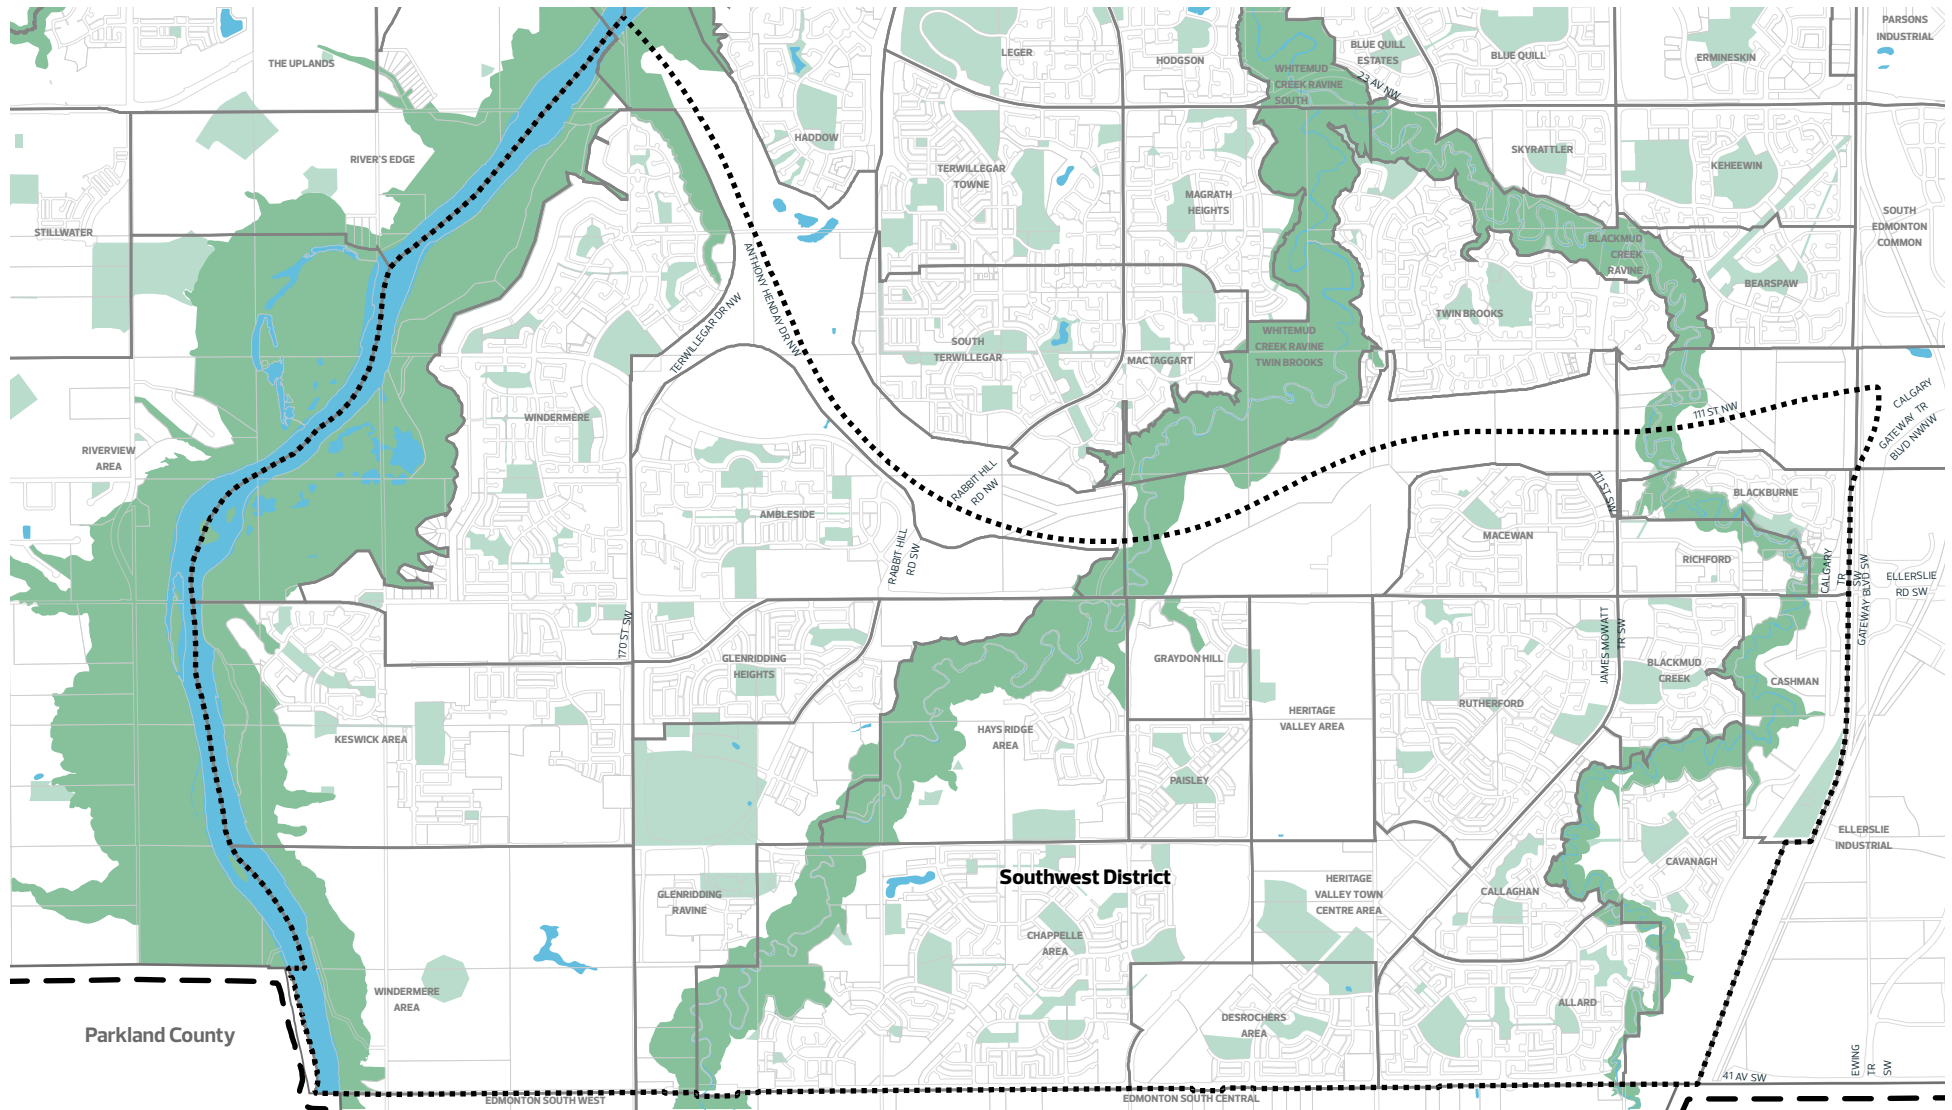 PARSONS
INDUSTRIAL
THE UPLANDS
LEGER
HODGSON
BLUE QUILL
ESTATES
BLUE QUILL
ERMINESKIN
WHITEMUD
CREEK RAVINE
SOUTH
23 AV NW
HADDOW
RIVER'S EDGE
TERWILLEGAR
TOWNE
SKYRATTLER
KEHEEWIN
MAGRATH
HEIGHTS
STILLWATER
SOUTH
EDMONTON
COMMON
BLACKMUD
CREEK
RAVINE
BEARSPAW
ANTHONY HENDAY DR NW
TERWILLEGAR DR NW
TWIN BROOKS
SOUTH
TERWILLEGAR
MACTAGGART
WHITEMUD
CREEK RAVINE
TWIN BROOKS
WINDERMERE
111 ST NW
CALGARY
TR
NW
GATEWAY
BLVD NW
RIVERVIEW
AREA
RABBIT HILL
RD NW
111 ST SW
BLACKBURNE
AMBLESIDE
MACEWAN
RABBIT HILL
RD SW
RICHFORD
CALGARY
TR
SW
GATEWAY BLVD SW
ELLERSLIE
RD SW
170 ST SW
JAMES MOWATT
TR SW
GLENRIDDING
HEIGHTS
GRAYDON HILL
BLACKMUD
CREEK
CASHMAN
RUTHERFORD
HERITAGE
VALLEY AREA
KESWICK AREA
HAYS RIDGE
AREA
PAISLEY
ELLERSLIE
INDUSTRIAL
CAVANAGH
Southwest District
GLENRIDDING
RAVINE
HERITAGE
VALLEY TOWN
CENTRE AREA
CALLAGHAN
CHAPPELLE
AREA
WINDERMERE
AREA
ALLARD
DESROCHERS
AREA
Parkland County
EWING
TR
SW
41 AV SW
EDMONTON SOUTH WEST
EDMONTON SOUTH CENTRAL